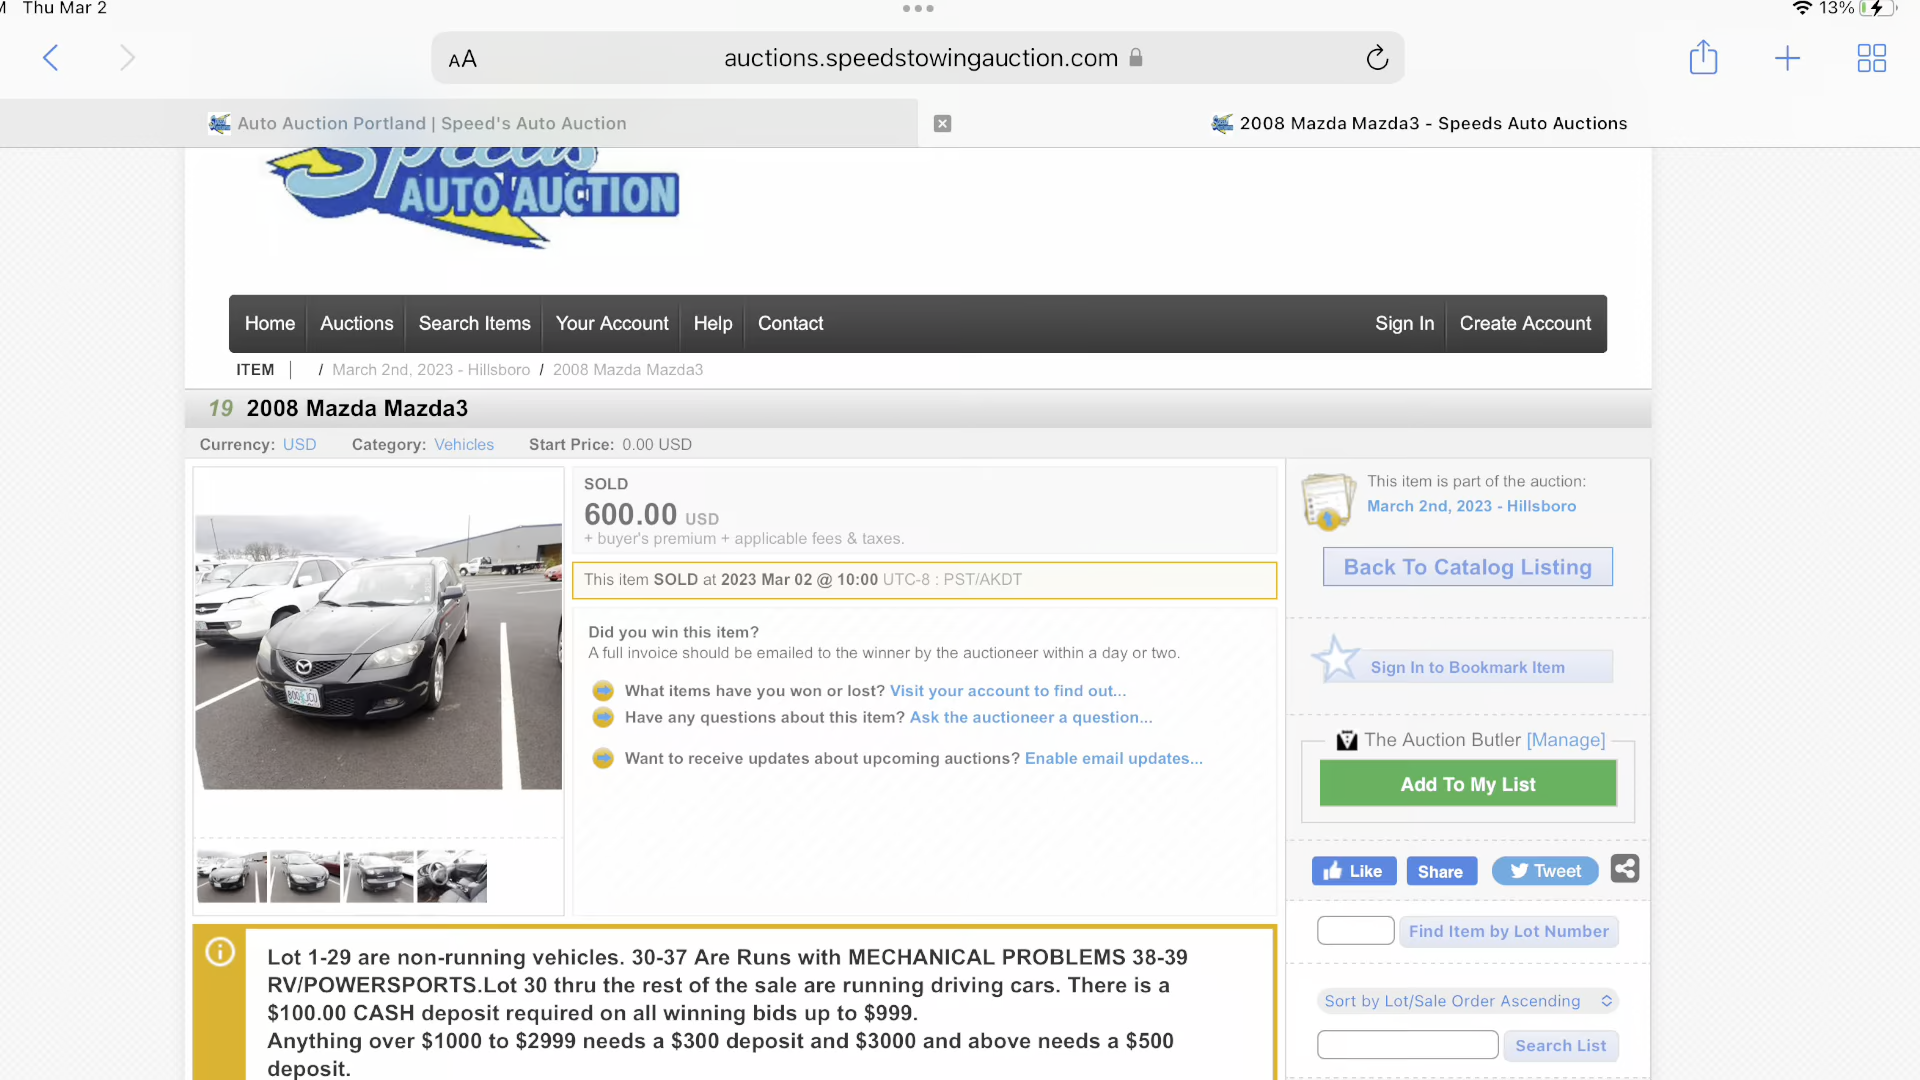 Thu Mar 2
13%
AA
auctions.speedstowingauction.com
Auto Auction Portland | Speed's Auto Auction
2008 Mazda Mazda3 - Speeds Auto Auctions
Speeds
AUTO AUCTION
Home Auctions Search Items Your Account Help Contact Sign In Create Account
ITEM | / March 2nd, 2023 - Hillsboro / 2008 Mazda Mazda3
19 2008 Mazda Mazda3
Currency: USD Category: Vehicles Start Price: 0.00 USD
SOLD
600.00 USD
+ buyer's premium + applicable fees & taxes.
This item SOLD at 2023 Mar 02 @ 10:00 UTC-8 : PST/AKDT
Did you win this item?
A full invoice should be emailed to the winner by the auctioneer within a day or two.
What items have you won or lost? Visit your account to find out...
Have any questions about this item? Ask the auctioneer a question...
Want to receive updates about upcoming auctions? Enable email updates...
This item is part of the auction:
March 2nd, 2023 - Hillsboro
Back To Catalog Listing
Sign In to Bookmark Item
The Auction Butler [Manage]
Add To My List
Like Share Tweet
Find Item by Lot Number
Sort by Lot/Sale Order Ascending
Search List
Lot 1-29 are non-running vehicles. 30-37 Are Runs with MECHANICAL PROBLEMS 38-39
RV/POWERSPORTS.Lot 30 thru the rest of the sale are running driving cars. There is a
$100.00 CASH deposit required on all winning bids up to $999.
Anything over $1000 to $2999 needs a $300 deposit and $3000 and above needs a $500
deposit.